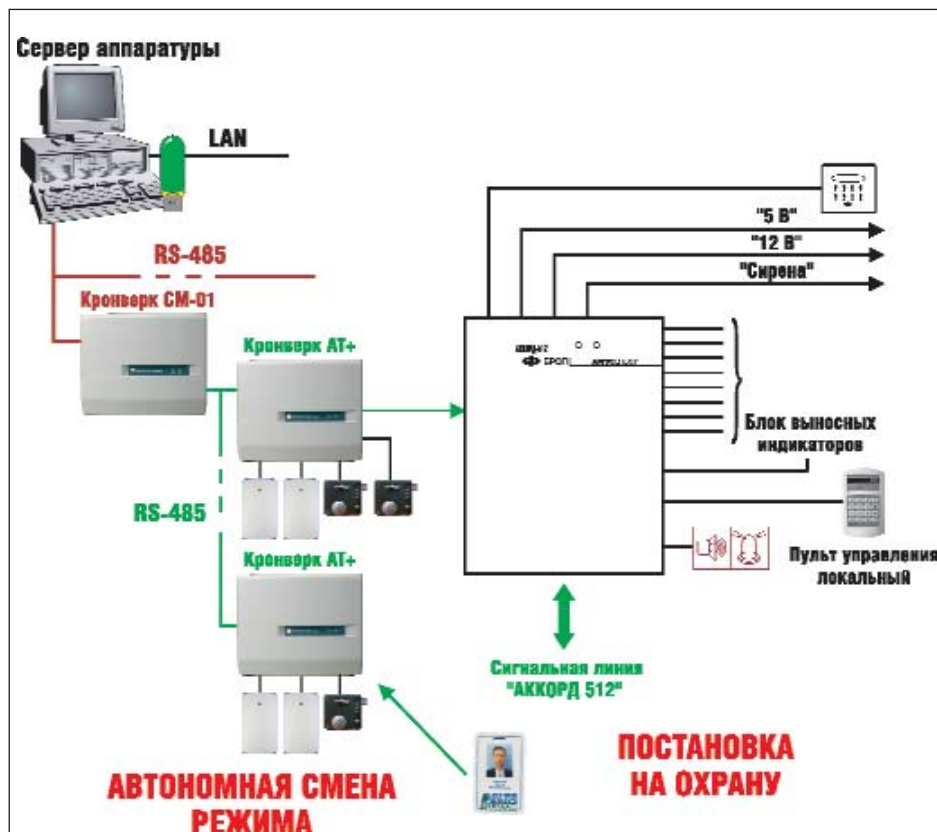 Сервер аппаратуры
LAN
"5 В"
"12 В"
"Сирена"
RS-485
Кронверк СМ-01
Кронверк АТ+
Блок выносных
индикаторов
RS-485
Кронверк АТ+
Пульт управления
локальный
Сигнальная линия
"АККОРД 512"
ПОСТАНОВКА
НА ОХРАНУ
АВТОНОМНАЯ СМЕНА
РЕЖИМА